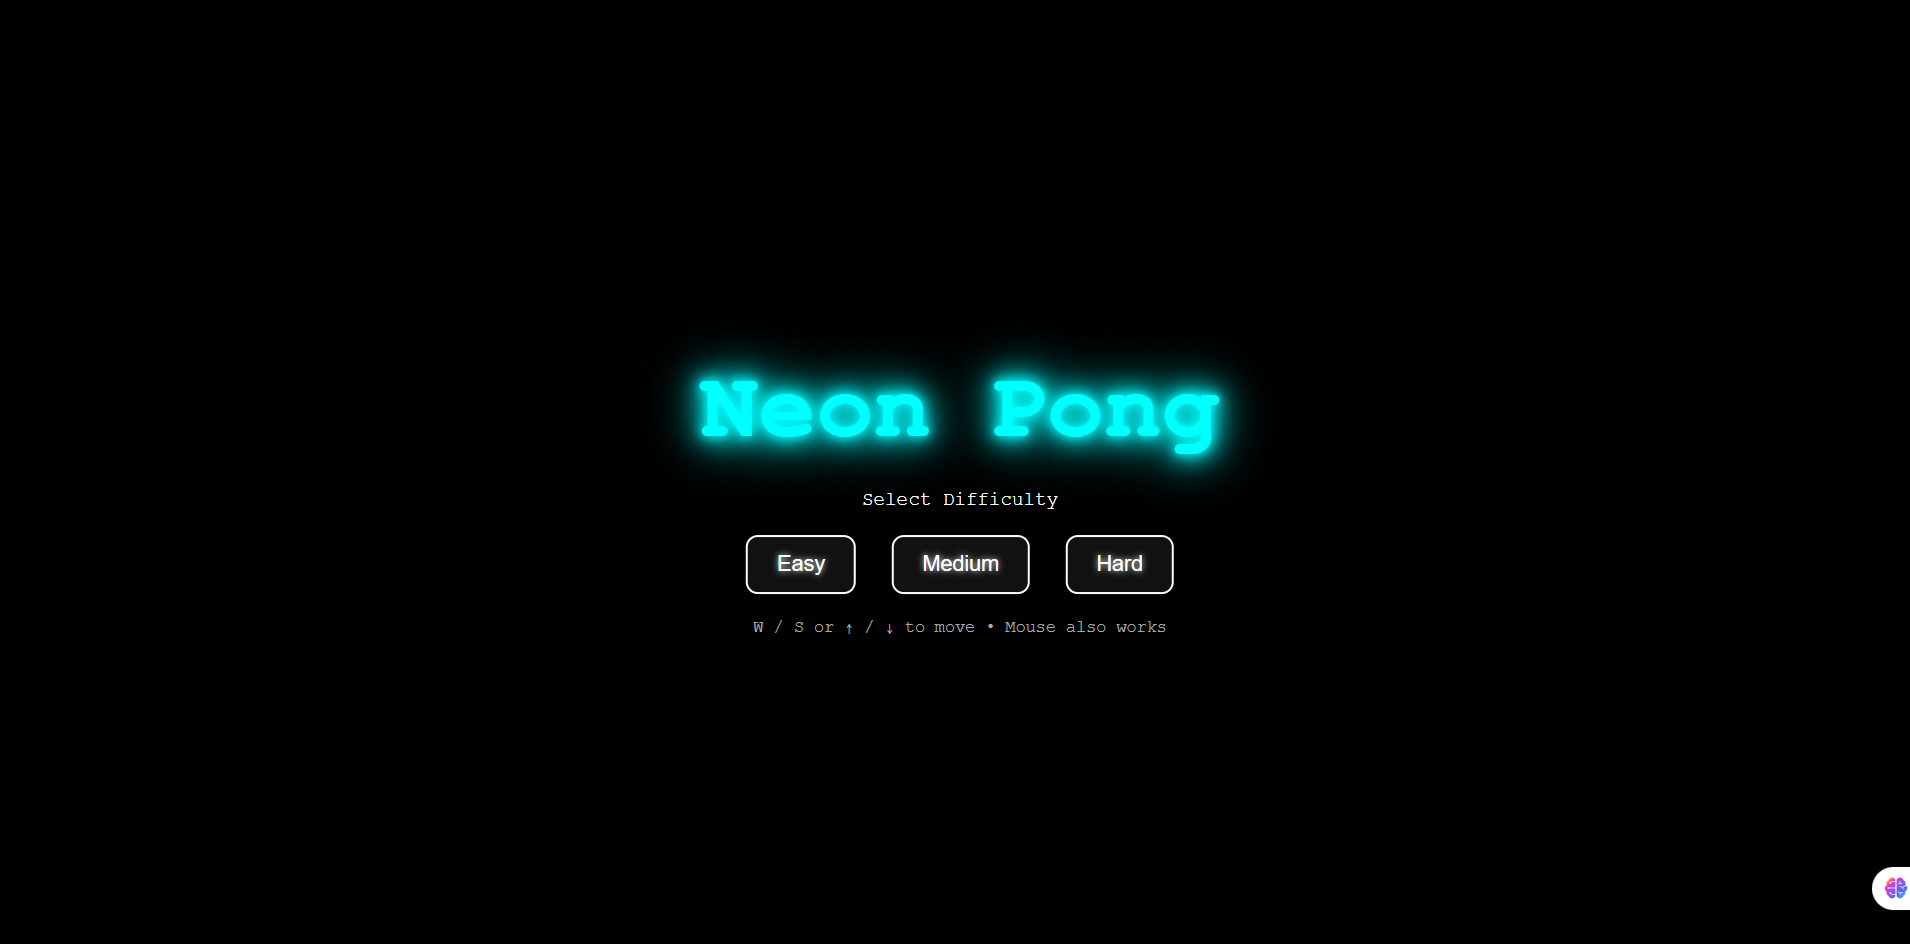 Neon Pong
Select Difficulty
Easy
Medium
Hard
W / S or ↑ / ↓ to move • Mouse also works